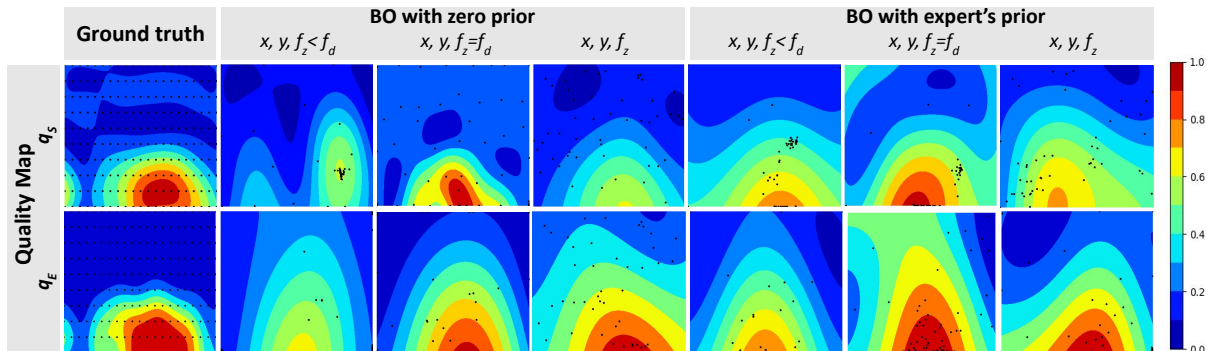 Ground truth
BO with zero prior
BO with expert's prior
x, y, f_z< f_d
x, y, f_z=f_d
x, y, f_z
x, y, f_z< f_d
x, y, f_z=f_d
x, y, f_z
Quality Map
q_S
q_E
1.0
0.8
0.6
0.4
0.2
0.0